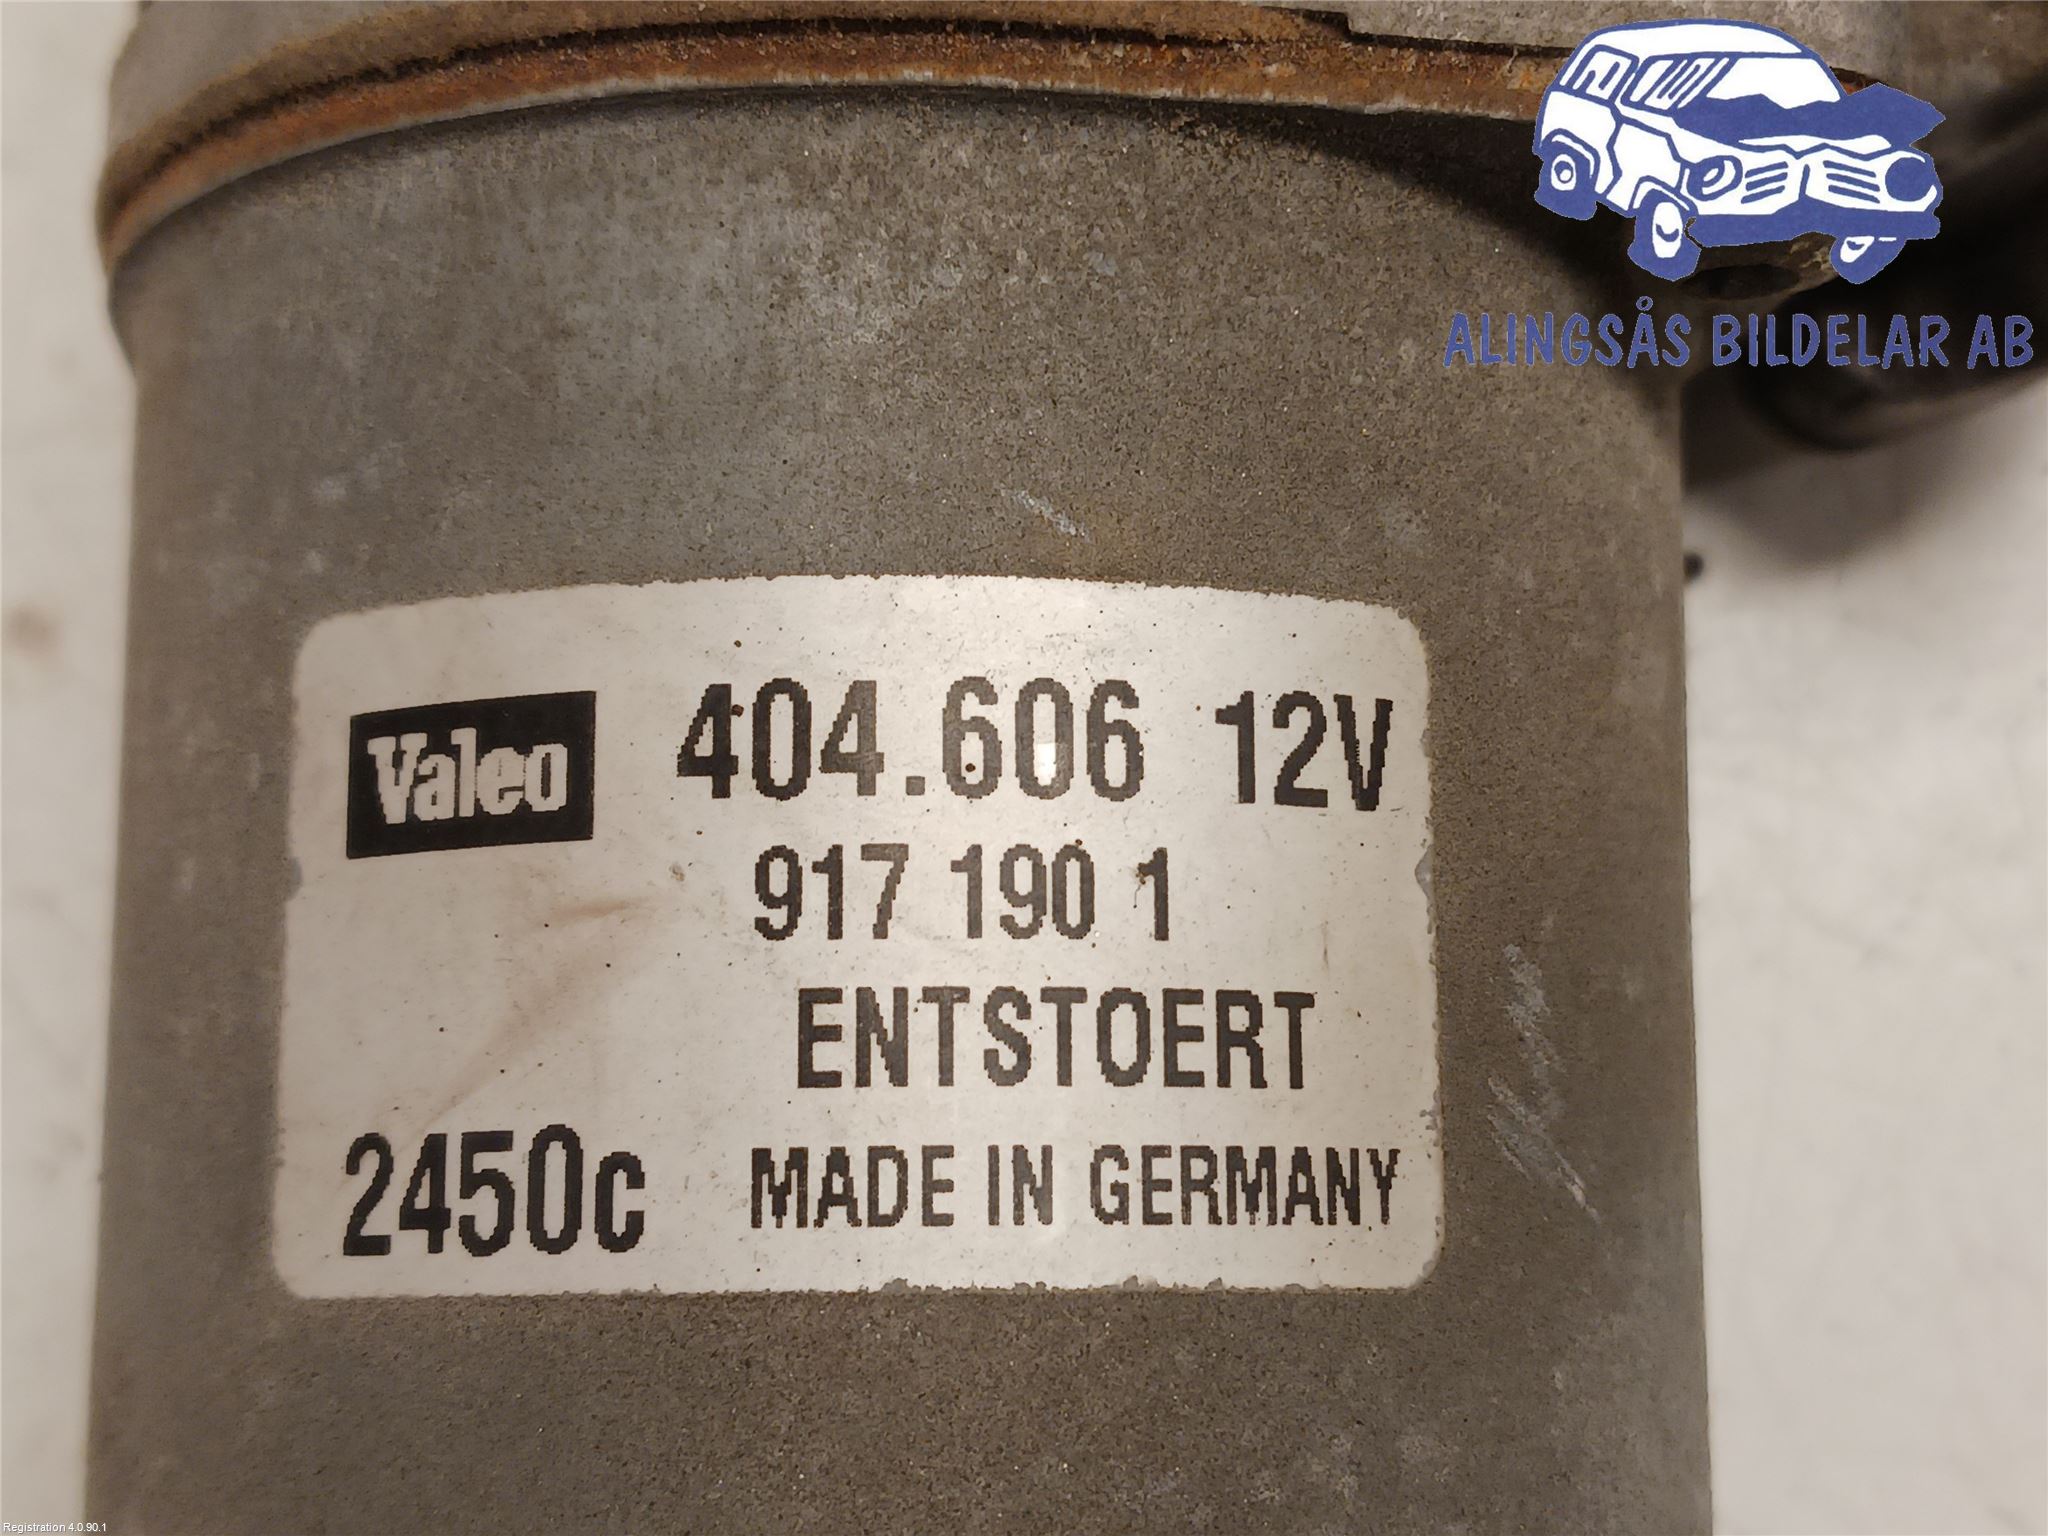 ALINGSÅS BILDELAR AB
Valeo 404.606 12V
917 190 1
ENTSTOERT
2450c MADE IN GERMANY
Registration 4.0.90.1